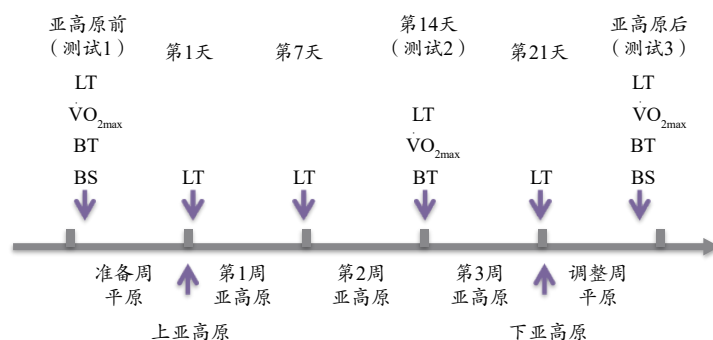 亚高原前
（测试1）
第1天
第7天
第14天
（测试2）
第21天
亚高原后
（测试3）
LT
V̇O2max
BT
BS
LT
LT
LT
V̇O2max
BT
LT
LT
V̇O2max
BT
BS
准备周
平原
第1周
亚高原
第2周
亚高原
第3周
亚高原
调整周
平原
上亚高原
下亚高原